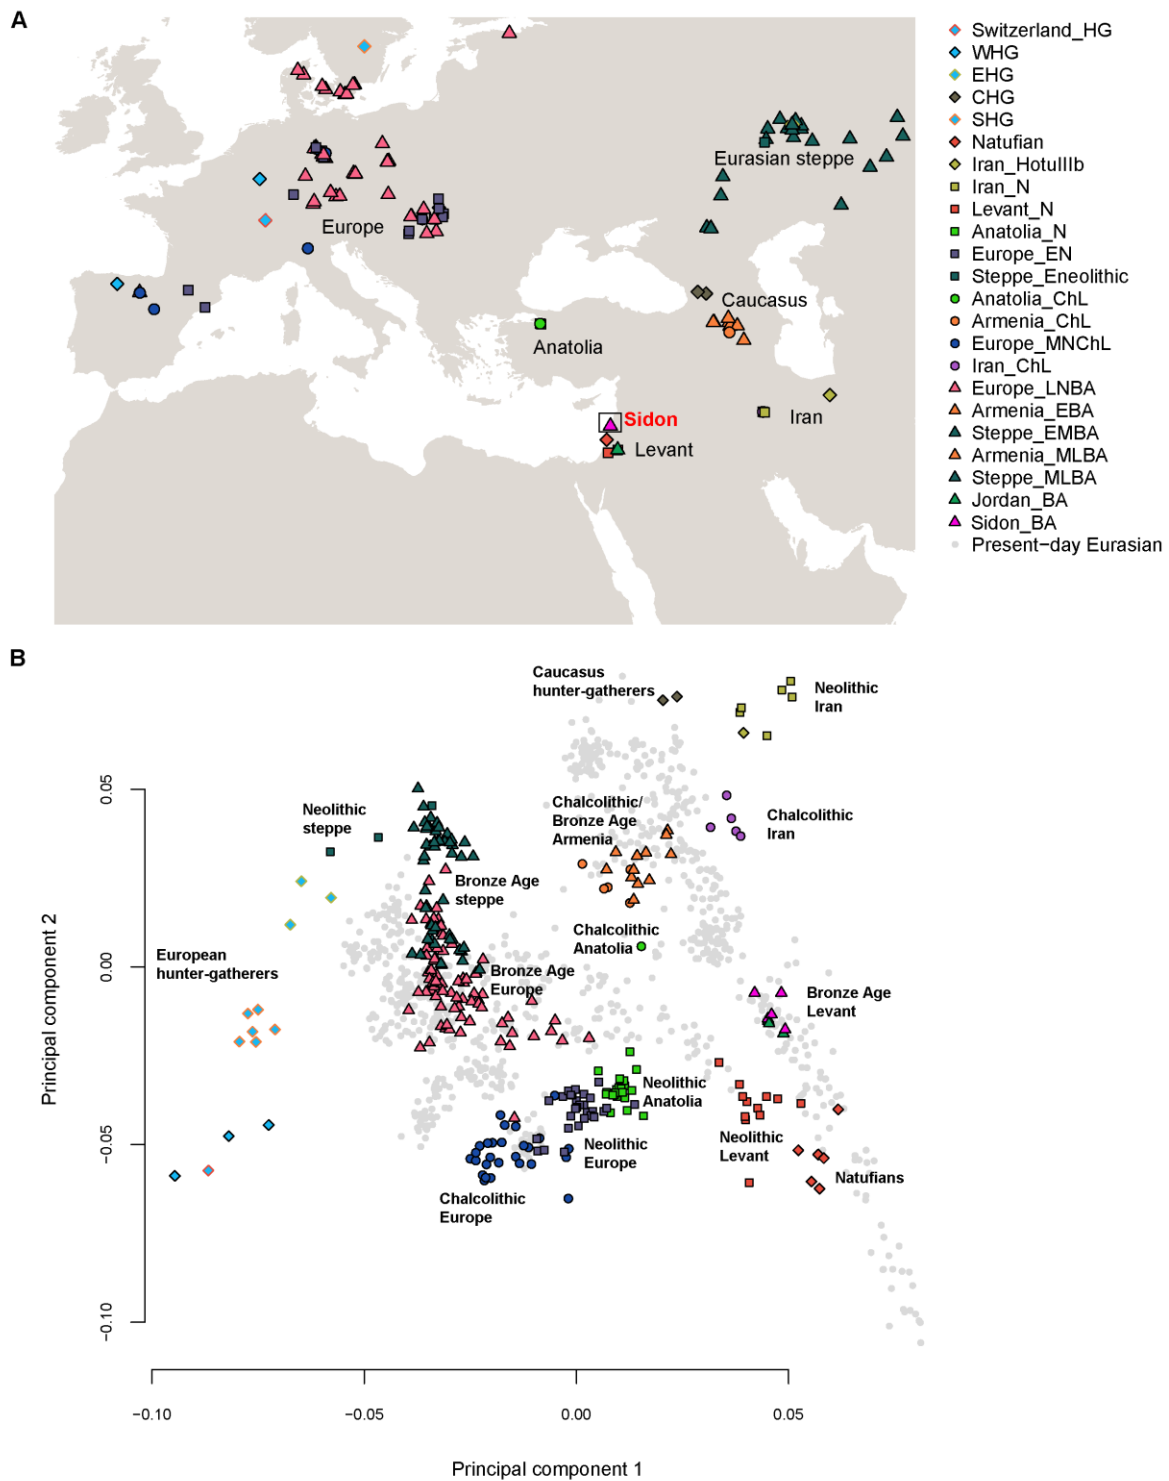 A
Switzerland_HG
WHG
EHG
CHG
SHG
Natufian
Iran_HotuIIIb
Iran_N
Levant_N
Anatolia_N
Europe_EN
Steppe_Eneolithic
Anatolia_ChL
Armenia_ChL
Europe_MNChL
Iran_ChL
Europe_LNBA
Armenia_EBA
Steppe_EMBA
Armenia_MLBA
Steppe_MLBA
Jordan_BA
Sidon_BA
Present−day Eurasian
Eurasian steppe
Europe
Caucasus
Anatolia
Iran
Sidon
Levant
B
Caucasus
hunter-gatherers
Neolithic
Iran
Neolithic
steppe
Chalcolithic/
Bronze Age
Armenia
Chalcolithic
Iran
Bronze Age
steppe
Chalcolithic
Anatolia
European
hunter-gatherers
Bronze Age
Europe
Bronze Age
Levant
Neolithic
Anatolia
Neolithic
Europe
Neolithic
Levant
Natufians
Chalcolithic
Europe
0.05
0.00
−0.05
−0.10
Principal component 2
−0.10
−0.05
0.00
0.05
Principal component 1